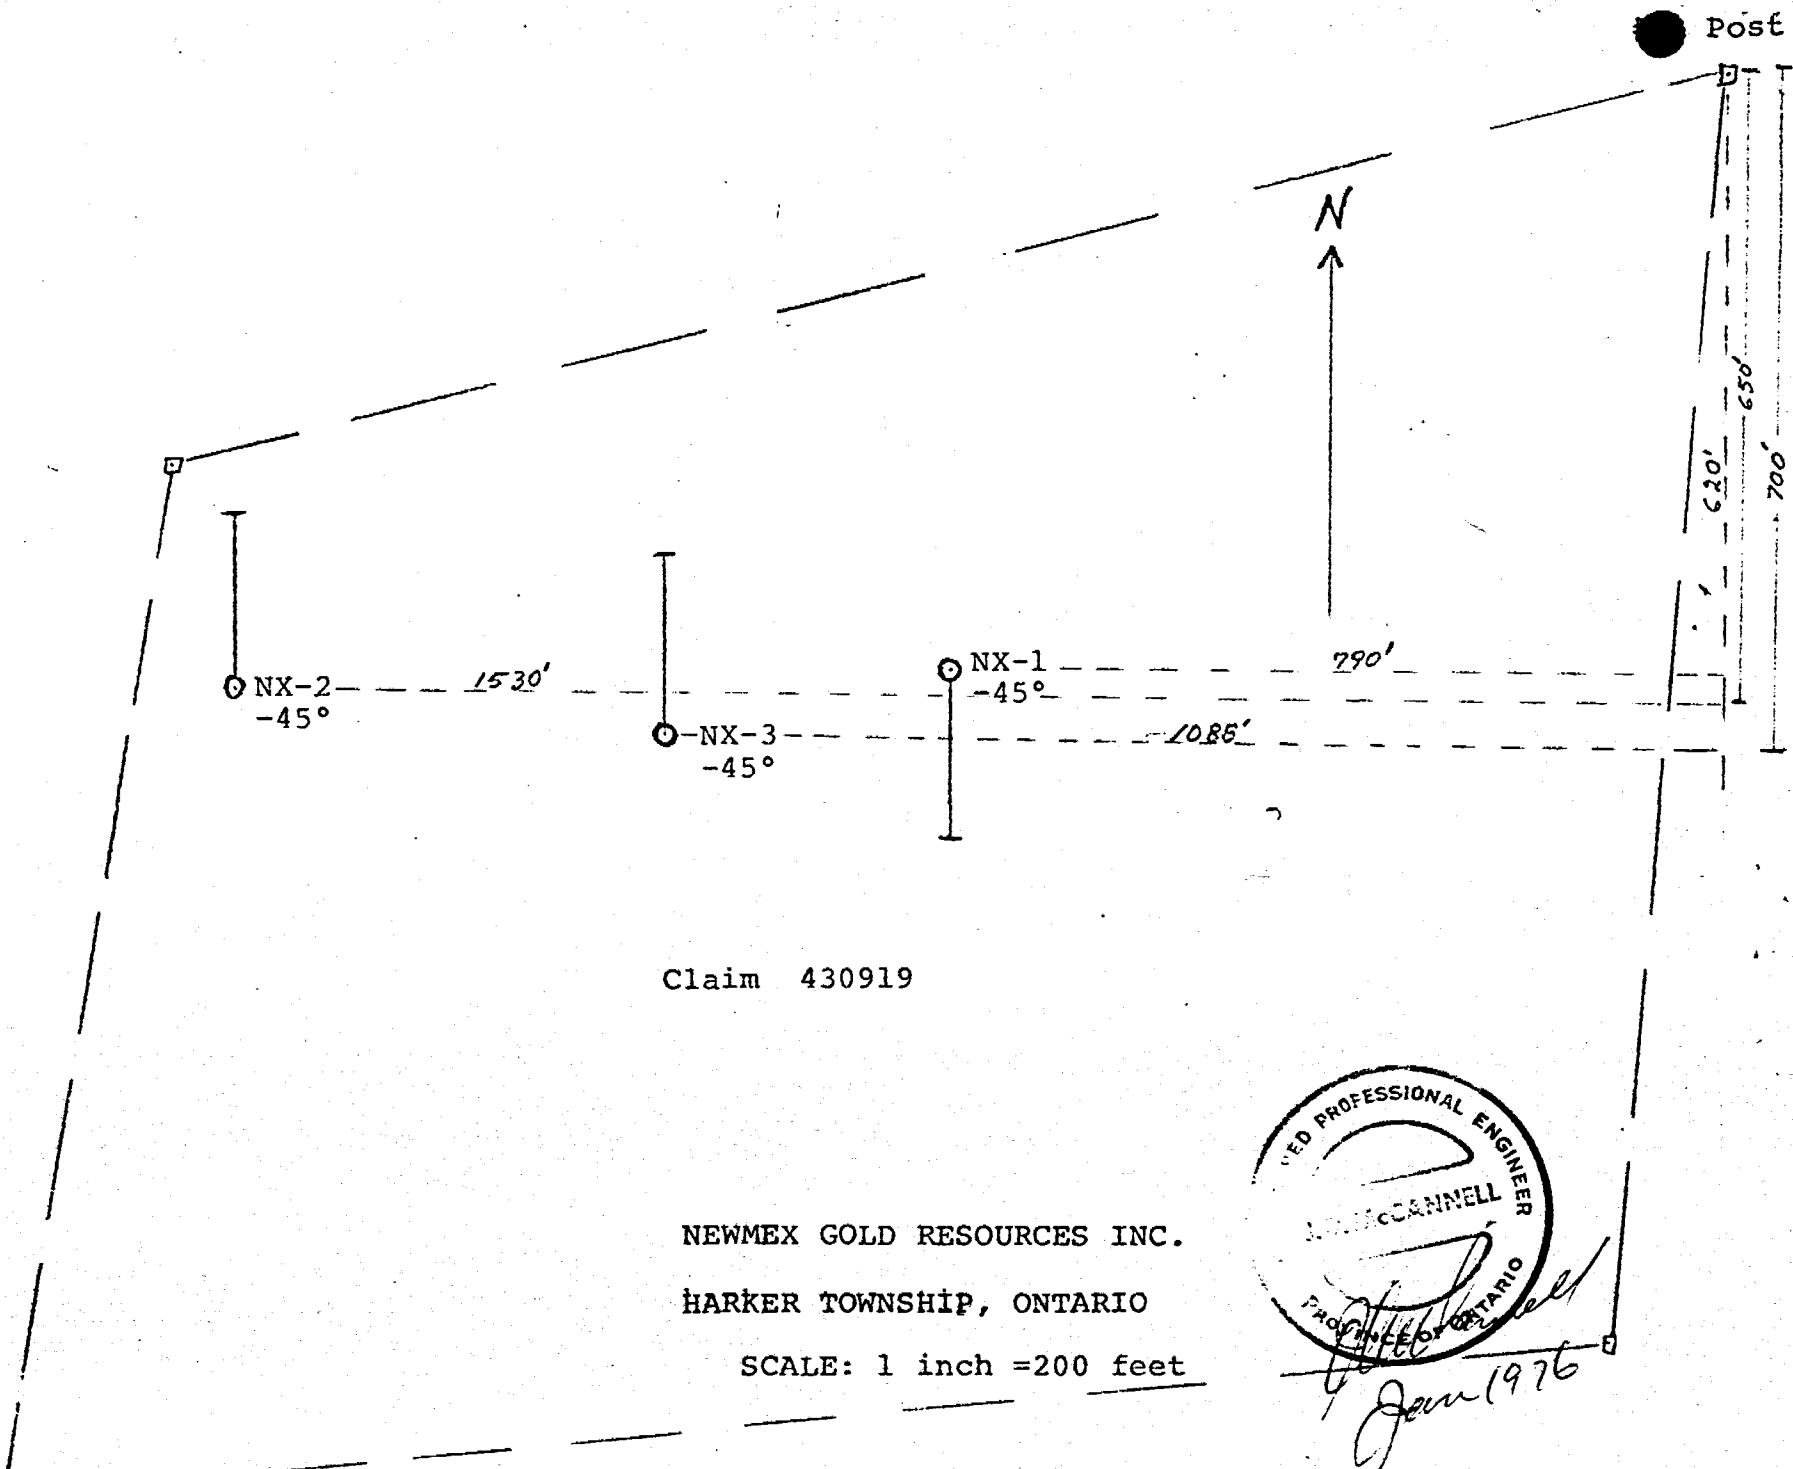 Post
N
650'
620'
700'
NX-1
790'
-45°
NX-2
1530'
-45°
NX-3
1085'
-45°
Claim 430919
PROFESSIONAL ENGINEER
McCANNELL
PROVINCE OF ONTARIO
NEWMEX GOLD RESOURCES INC.
HARKER TOWNSHIP, ONTARIO
SCALE: 1 inch =200 feet
Jan 1976